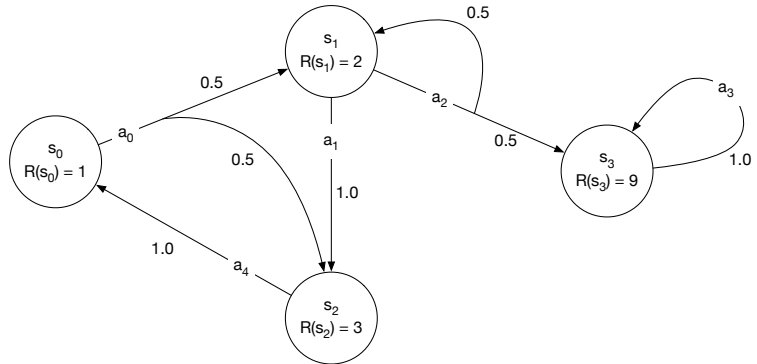 0.5
s₁
R(s₁) = 2
0.5
a₂
a₃
a₀
a₁
0.5
s₀
R(s₀) = 1
0.5
s₃
R(s₃) = 9
1.0
1.0
1.0
a₄
s₂
R(s₂) = 3